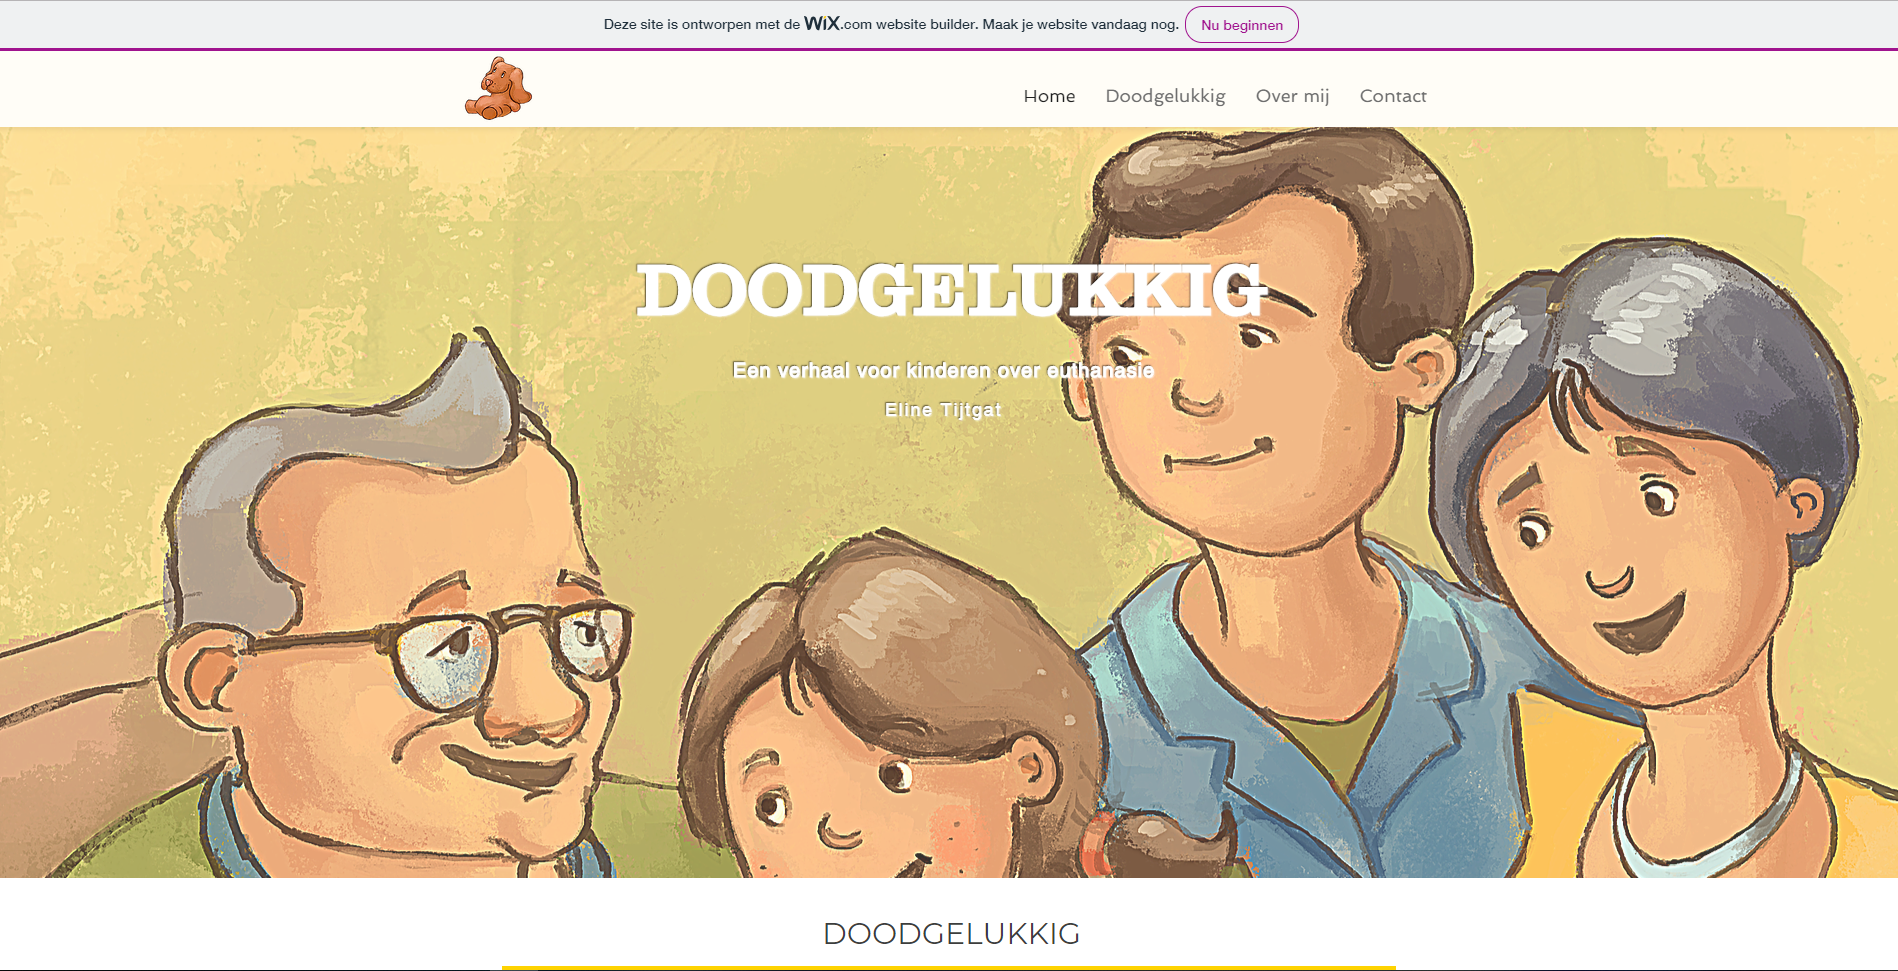 Deze site is ontworpen met de WiX.com website builder. Maak je website vandaag nog. Nu beginnen
Home Doodgelukkig Over mij Contact
DOODGELUKKIG
Een verhaal voor kinderen over euthanasie
Eline Tijtgat
DOODGELUKKIG